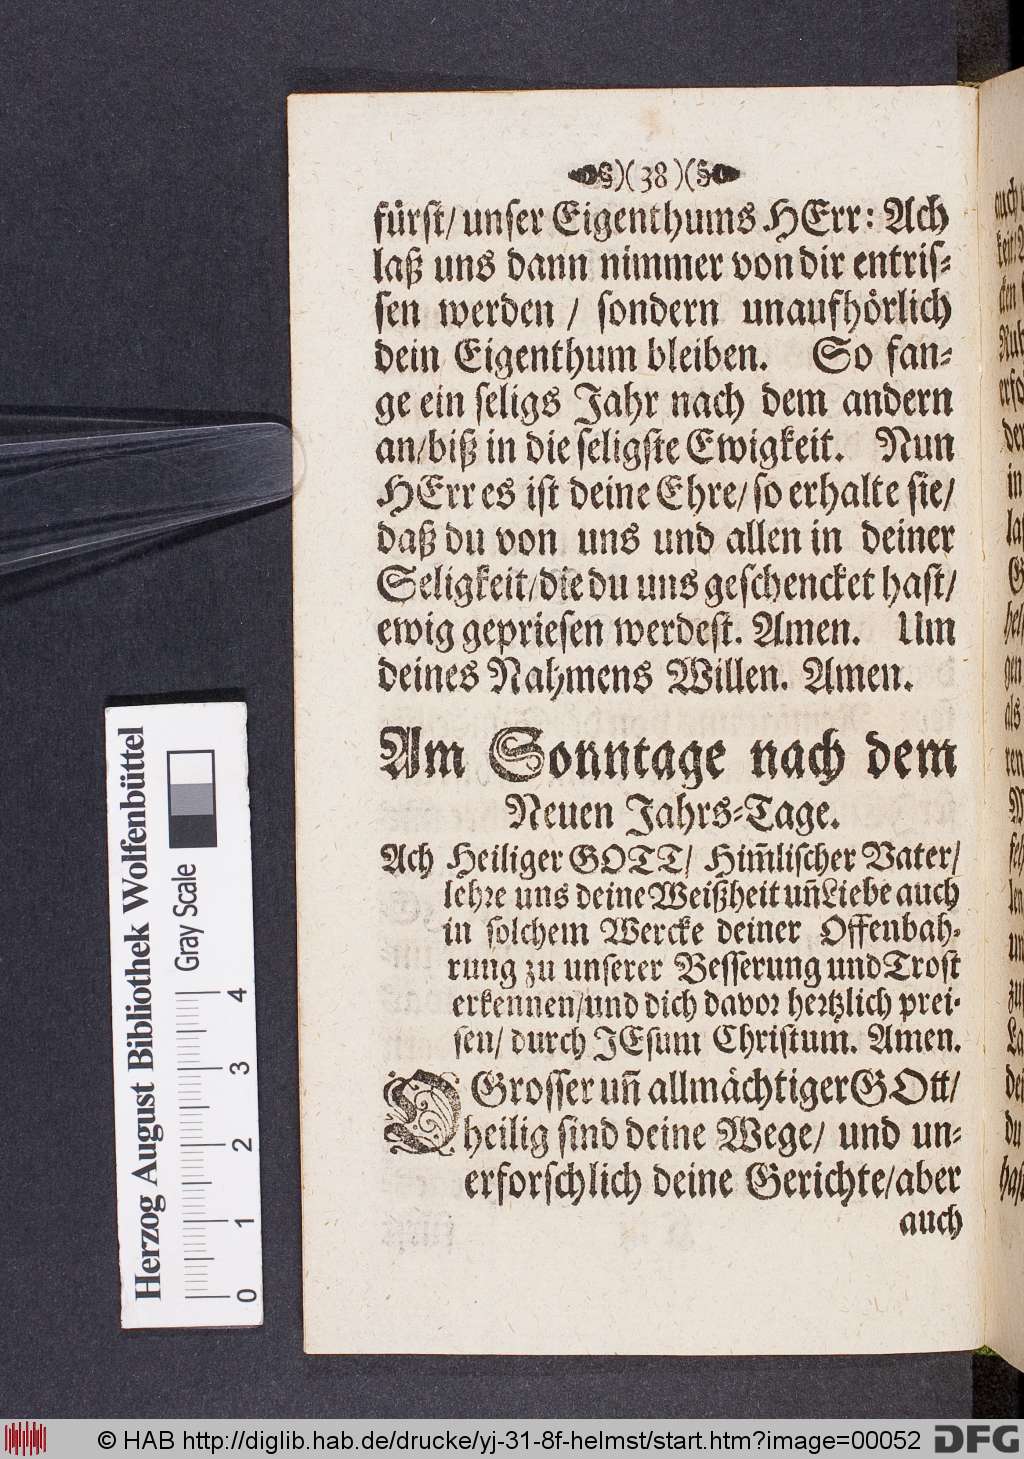 §)( 38 )(§
fürst/ unser Eigenthums HErr: Ach
laß uns dann nimmer von dir entris-
sen werden / sondern unaufhörlich
dein Eigenthum bleiben. So fan-
ge ein seligs Jahr nach dem andern
an/biß in die seligste Ewigkeit. Nun
HErr es ist deine Ehre/ so erhalte sie/
daß du von uns und allen in deiner
Seligkeit/die du uns geschencket hast/
ewig gepriesen werdest. Amen. Um
deines Nahmens Willen. Amen.
Am Sonntage nach dem
Neuen Jahrs-Tage.
Ach Heiliger GOTT/ Him̃lischer Vater/
lehre uns deine Weißheit uñ Liebe auch
in solchem Wercke deiner Offenbah-
rung zu unserer Besserung und Trost
erkennen/und dich davor hertzlich prei-
sen/ durch JEsum Christum. Amen.
O Grosser uñ allmächtiger GOtt/
heilig sind deine Wege/ und un-
erforschlich deine Gerichte/aber
auch
Herzog August Bibliothek Wolfenbüttel
Gray Scale
0 1 2 3 4
© HAB http://diglib.hab.de/drucke/yj-31-8f-helmst/start.htm?image=00052
DFG